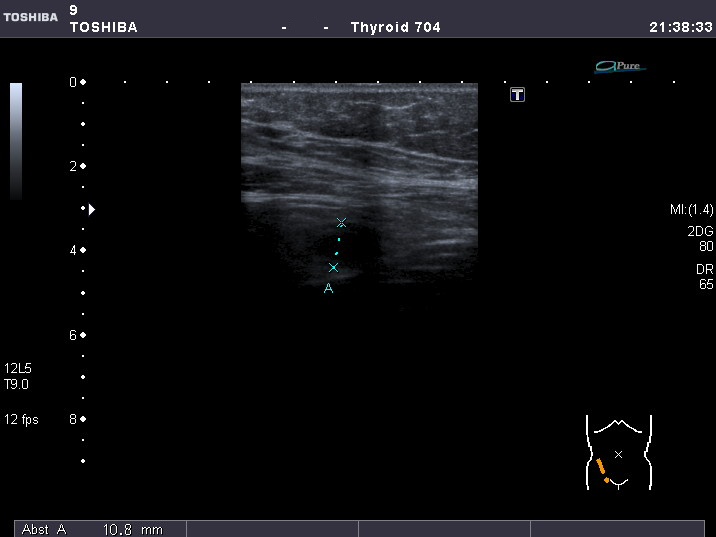 TOSHIBA
9
TOSHIBA - - Thyroid 704 21:38:33
Pure
T
0
2
4
6
8
A
MI:(1.4)
2DG
80
DR
65
12L5
T9.0
12 fps
Abst A 10.8 mm